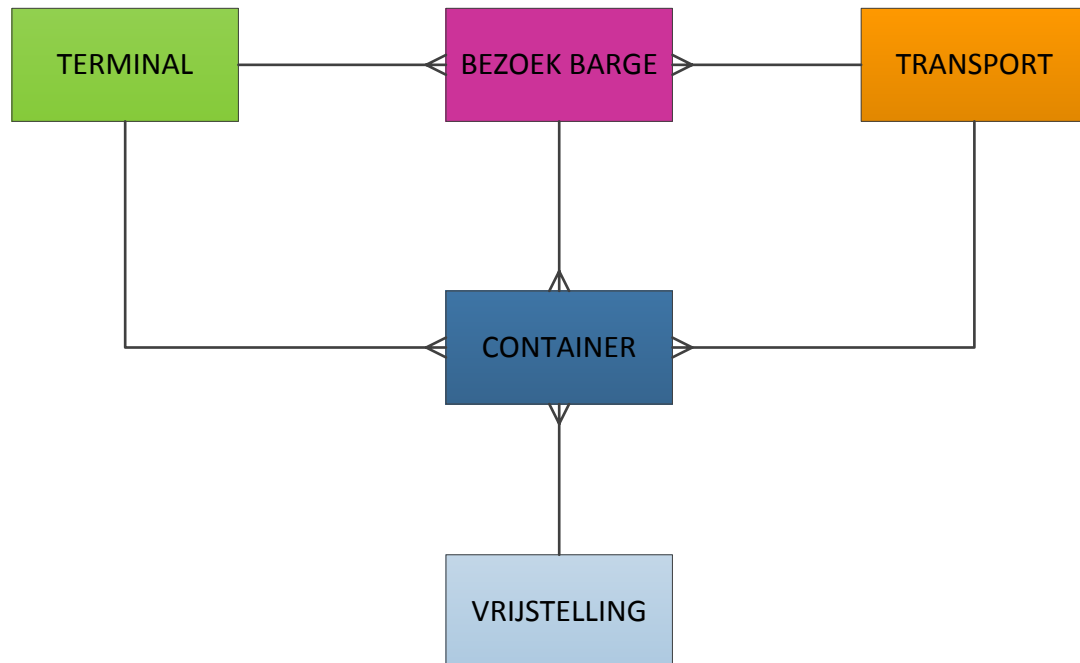 TERMINAL
BEZOEK BARGE
TRANSPORT
CONTAINER
VRIJSTELLING